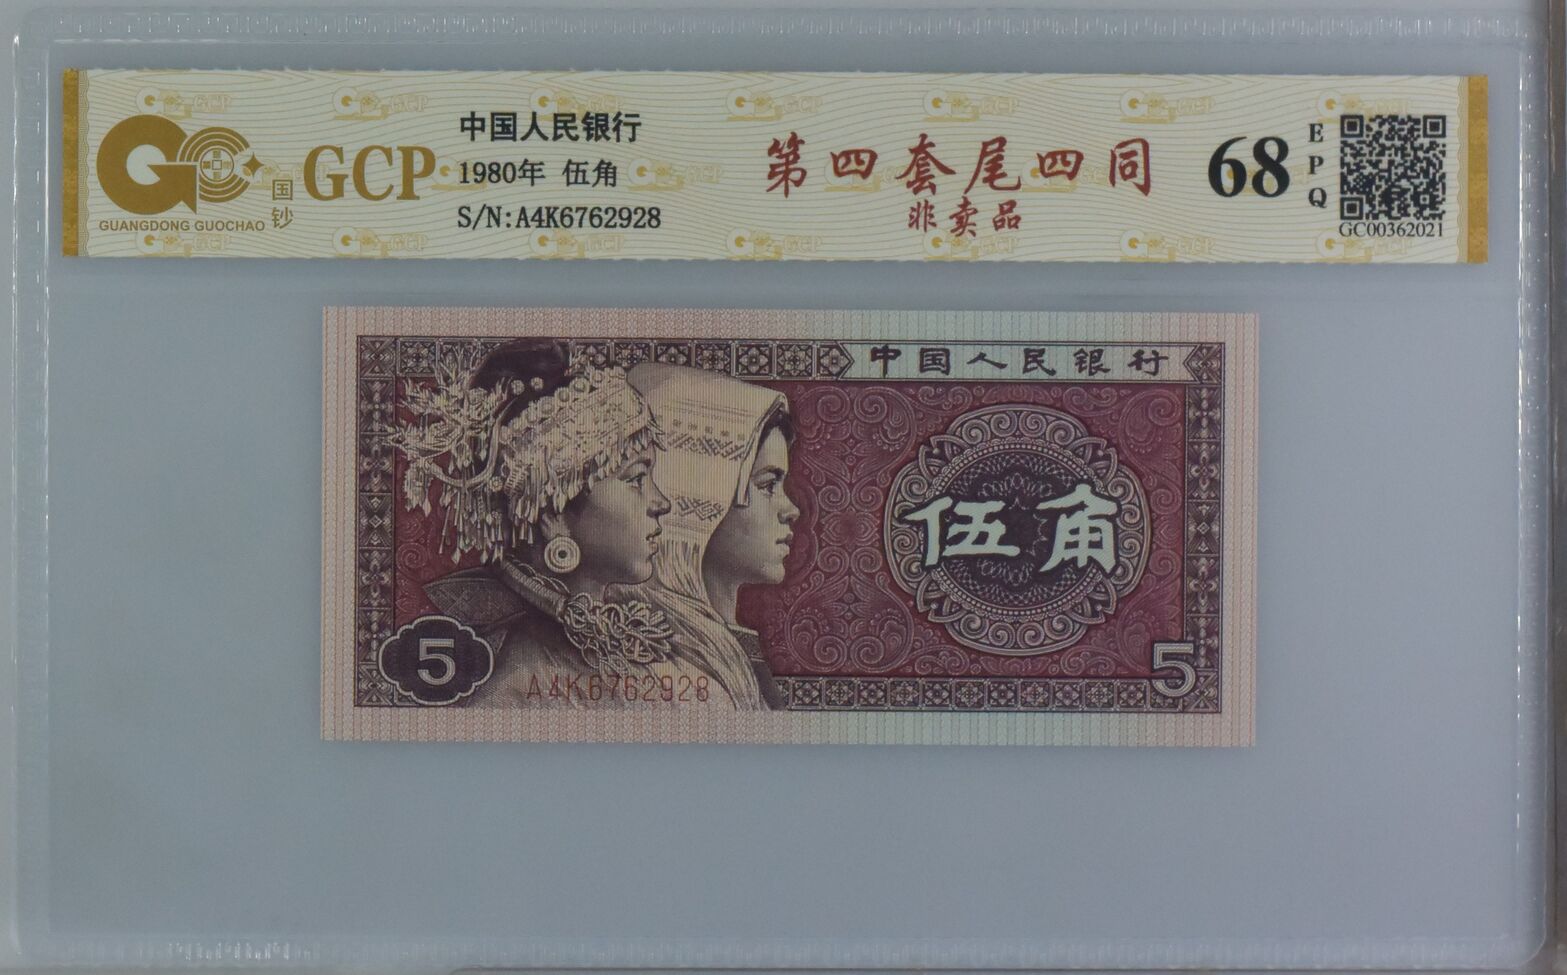 GUANGDONG GUOCHAO
国钞
GCP
中国人民银行
1980年 伍角
S/N:A4K6762928
第四套尾四同
非卖品
68
EPQ
GC00362021
中国人民银行
伍角
5
A4K6762928
5